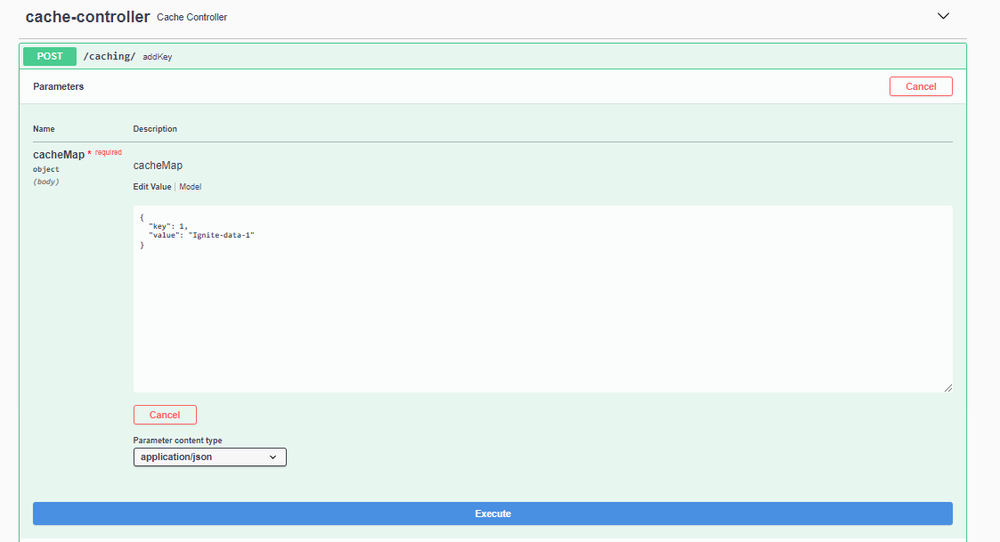 cache-controller Cache Controller
POST /caching/ addKey
Parameters Cancel
Name Description
cacheMap * required
object
(body)
cacheMap
Edit Value | Model
{
"key": 1,
"value": "Ignite-data-1"
}
Cancel
Parameter content type
application/json
Execute